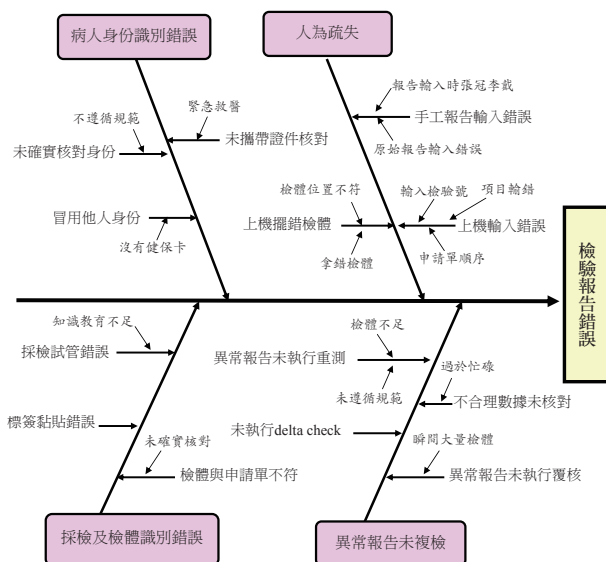 病人身份識別錯誤
人為疏失
報告輸入時張冠李戴
手工報告輸入錯誤
原始報告輸入錯誤
緊急救醫
不遵循規範
未攜帶證件核對
未確實核對身份
檢體位置不符
輸入檢驗號
項目輸錯
冒用他人身份
沒有健保卡
上機擺錯檢體
拿錯檢體
上機輸入錯誤
申請單順序
檢驗報告錯誤
知識教育不足
採檢試管錯誤
檢體不足
異常報告未執行重測
未遵循規範
過於忙碌
不合理數據未核對
標簽黏貼錯誤
未確實核對
檢體與申請單不符
未執行delta check
瞬間大量檢體
異常報告未執行覆核
採檢及檢體識別錯誤
異常報告未複檢